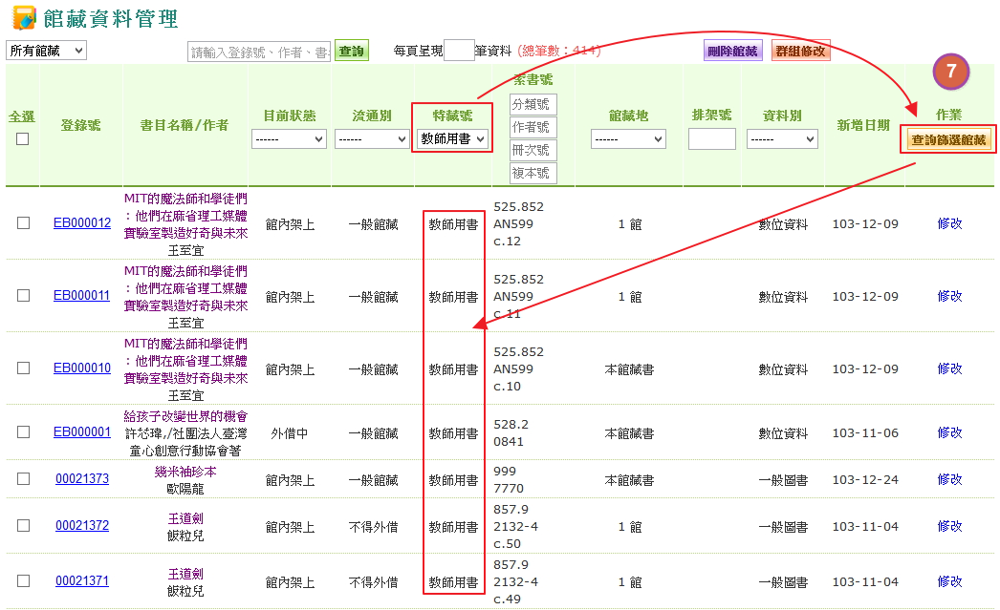 館藏資料管理
所有館藏 請輸入登錄號、作者、書 查詢 每頁呈現 筆資料 (總筆數：414) 刪除館藏 群組修改
7
全選 登錄號 書目名稱/作者 目前狀態 流通別 特藏號 索書號 館藏地 排架號 資料別 新增日期 作業
------ ------ 教師用書 ------ ------ 查詢篩選館藏
分類號
作者號
冊次號
複本號
EB000012 MIT的魔法師和學徒們 館內架上 一般館藏 教師用書 525.852 1 館 數位資料 103-12-09 修改
：他們在麻省理工媒體 AN599
實驗室製造好奇與未來 c.12
王至宜
EB000011 MIT的魔法師和學徒們 館內架上 一般館藏 教師用書 525.852 1 館 數位資料 103-12-09 修改
：他們在麻省理工媒體 AN599
實驗室製造好奇與未來 c.11
王至宜
EB000010 MIT的魔法師和學徒們 館內架上 一般館藏 教師用書 525.852 本館藏書 數位資料 103-12-09 修改
：他們在麻省理工媒體 AN599
實驗室製造好奇與未來 c.10
王至宜
EB000001 給孩子改變世界的機會 外借中 一般館藏 教師用書 528.2 本館藏書 數位資料 103-11-06 修改
許芯瑋,/社團法人臺灣 0841
童心創意行動協會著
00021373 幾米袖珍本 館內架上 一般館藏 教師用書 999 本館藏書 一般圖書 103-12-24 修改
歐陽龍 7770
00021372 王道劍 館內架上 不得外借 教師用書 857.9 1 館 一般圖書 103-11-04 修改
飯粒兒 2132-4
c.50
00021371 王道劍 館內架上 不得外借 教師用書 857.9 1 館 一般圖書 103-11-04 修改
飯粒兒 2132-4
c.49